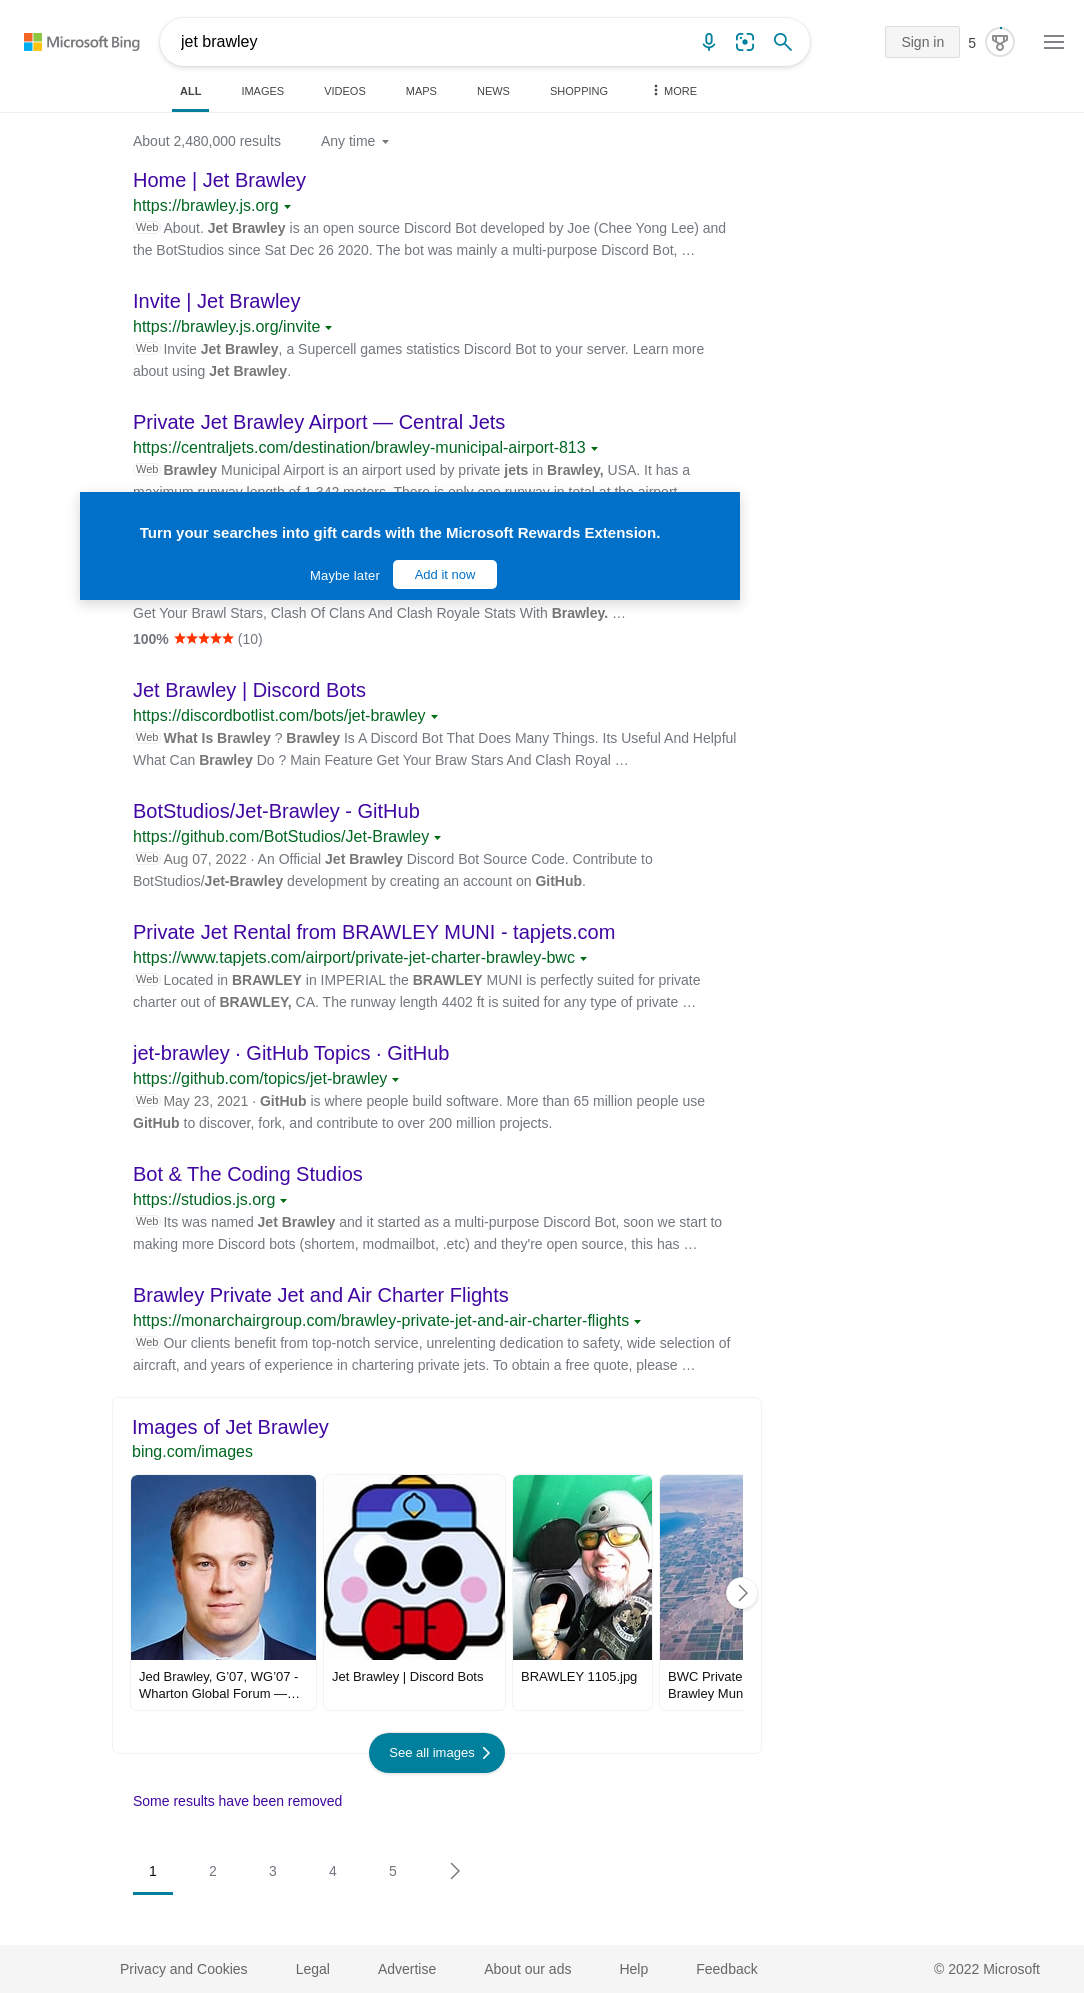 Microsoft Bing
jet brawley
Sign in
5
ALL
IMAGES
VIDEOS
MAPS
NEWS
SHOPPING
MORE
About 2,480,000 results
Any time
Home | Jet Brawley
https://brawley.js.org
Web About. Jet Brawley is an open source Discord Bot developed by Joe (Chee Yong Lee) and
the BotStudios since Sat Dec 26 2020. The bot was mainly a multi-purpose Discord Bot, …
Invite | Jet Brawley
https://brawley.js.org/invite
Web Invite Jet Brawley, a Supercell games statistics Discord Bot to your server. Learn more
about using Jet Brawley.
Private Jet Brawley Airport — Central Jets
https://centraljets.com/destination/brawley-municipal-airport-813
Web Brawley Municipal Airport is an airport used by private jets in Brawley, USA. It has a
maximum runway length of 1,342 meters. There is only one runway in total at the airport
Turn your searches into gift cards with the Microsoft Rewards Extension.
Maybe later
Add it now
Get Your Brawl Stars, Clash Of Clans And Clash Royale Stats With Brawley. …
100% ★★★★★ (10)
Jet Brawley | Discord Bots
https://discordbotlist.com/bots/jet-brawley
Web What Is Brawley ? Brawley Is A Discord Bot That Does Many Things. Its Useful And Helpful
What Can Brawley Do ? Main Feature Get Your Braw Stars And Clash Royal …
BotStudios/Jet-Brawley - GitHub
https://github.com/BotStudios/Jet-Brawley
Web Aug 07, 2022 · An Official Jet Brawley Discord Bot Source Code. Contribute to
BotStudios/Jet-Brawley development by creating an account on GitHub.
Private Jet Rental from BRAWLEY MUNI - tapjets.com
https://www.tapjets.com/airport/private-jet-charter-brawley-bwc
Web Located in BRAWLEY in IMPERIAL the BRAWLEY MUNI is perfectly suited for private
charter out of BRAWLEY, CA. The runway length 4402 ft is suited for any type of private …
jet-brawley · GitHub Topics · GitHub
https://github.com/topics/jet-brawley
Web May 23, 2021 · GitHub is where people build software. More than 65 million people use
GitHub to discover, fork, and contribute to over 200 million projects.
Bot & The Coding Studios
https://studios.js.org
Web Its was named Jet Brawley and it started as a multi-purpose Discord Bot, soon we start to
making more Discord bots (shortem, modmailbot, .etc) and they're open source, this has …
Brawley Private Jet and Air Charter Flights
https://monarchairgroup.com/brawley-private-jet-and-air-charter-flights
Web Our clients benefit from top-notch service, unrelenting dedication to safety, wide selection of
aircraft, and years of experience in chartering private jets. To obtain a free quote, please …
Images of Jet Brawley
bing.com/images
Jed Brawley, G'07, WG'07 -
Wharton Global Forum —…
Jet Brawley | Discord Bots
BRAWLEY 1105.jpg
BWC Private
Brawley Mun
See all images
Some results have been removed
1
2
3
4
5
Privacy and Cookies
Legal
Advertise
About our ads
Help
Feedback
© 2022 Microsoft